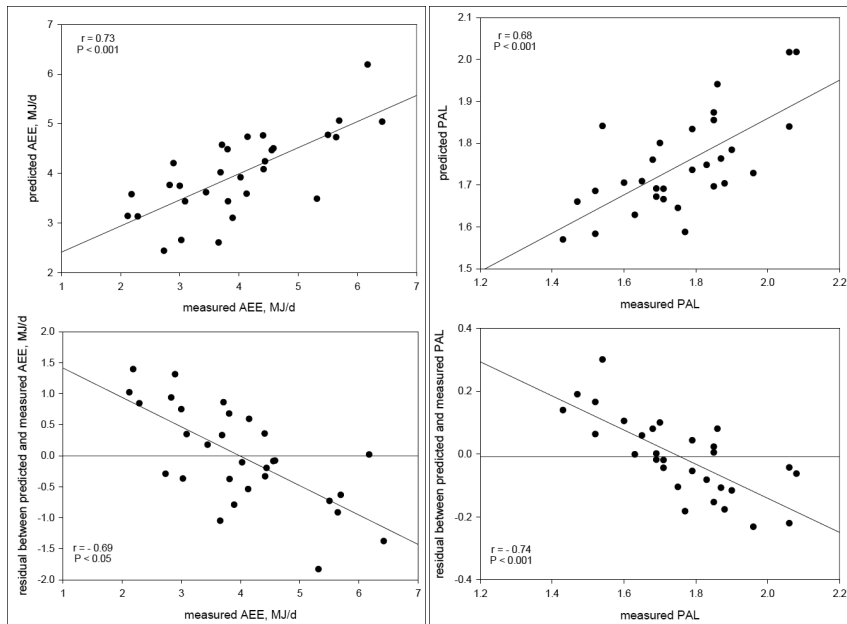 r = 0.73
P < 0.001
predicted AEE, MJ/d
7
6
5
4
3
2
1 2 3 4 5 6 7
measured AEE, MJ/d
r = 0.68
P < 0.001
predicted PAL
2.1
2.0
1.9
1.8
1.7
1.6
1.5
1.2 1.4 1.6 1.8 2.0 2.2
measured PAL
residual between predicted and measured AEE, MJ/d
2.0
1.5
1.0
0.5
0.0
-0.5
-1.0
-1.5
-2.0
r = - 0.69
P < 0.05
1 2 3 4 5 6 7
measured AEE, MJ/d
residual between predicted and measured PAL
0.4
0.2
0.0
-0.2
-0.4
r = - 0.74
P < 0.001
1.2 1.4 1.6 1.8 2.0 2.2
measured PAL